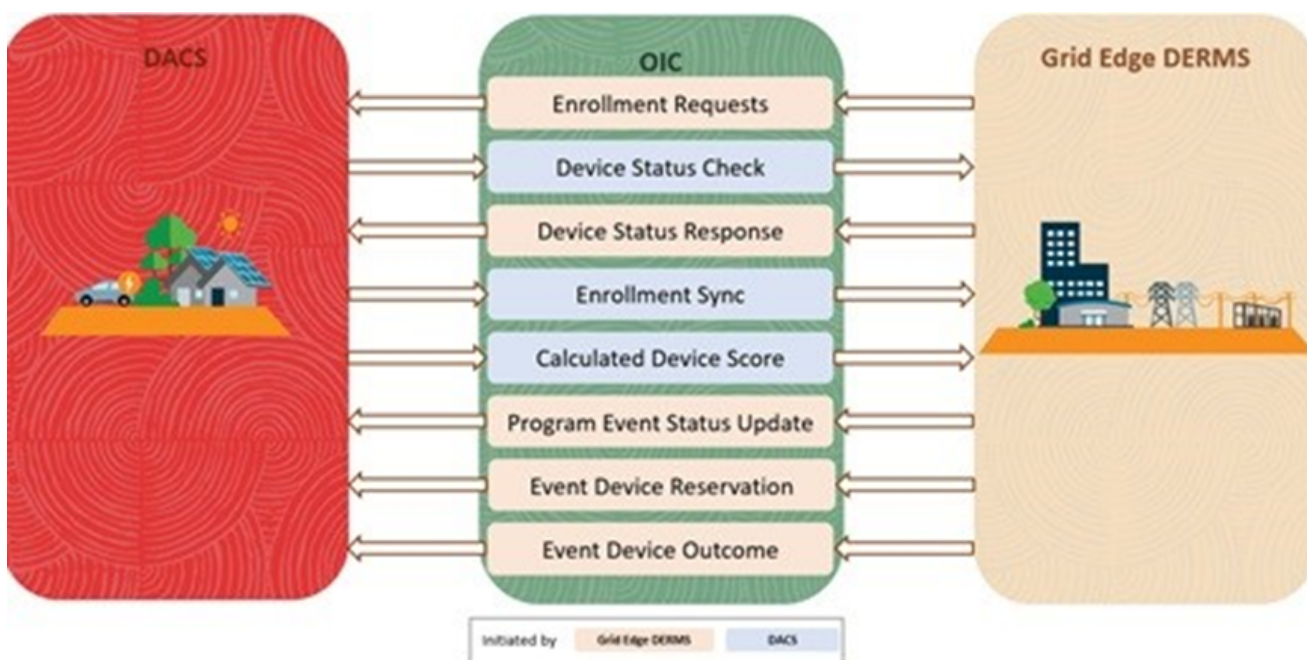 DACS
OIC
Grid Edge DERMS
Enrollment Requests
Device Status Check
Device Status Response
Enrollment Sync
Calculated Device Score
Program Event Status Update
Event Device Reservation
Event Device Outcome
Initiated by Grid Edge DERMS DACS